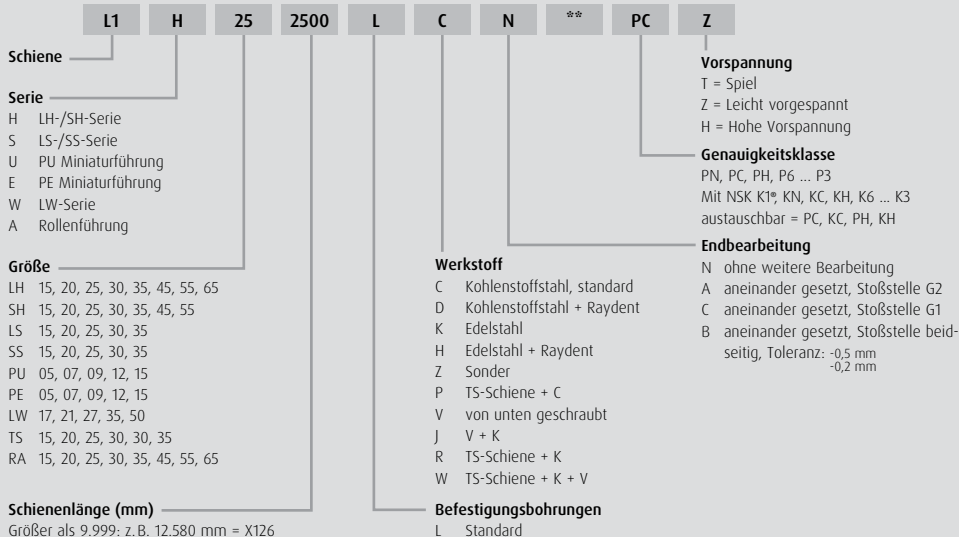 L1 H 25 2500 L C N ** PC Z
Schiene
Serie
H LH-/SH-Serie
S LS-/SS-Serie
U PU Miniaturführung
E PE Miniaturführung
W LW-Serie
A Rollenführung
Größe
LH 15, 20, 25, 30, 35, 45, 55, 65
SH 15, 20, 25, 30, 35, 45, 55
LS 15, 20, 25, 30, 35
SS 15, 20, 25, 30, 35
PU 05, 07, 09, 12, 15
PE 05, 07, 09, 12, 15
LW 17, 21, 27, 35, 50
TS 15, 20, 25, 30, 30, 35
RA 15, 20, 25, 30, 35, 45, 55, 65
Schienenlänge (mm)
Größer als 9.999: z. B. 12.580 mm = X126
Werkstoff
C Kohlenstoffstahl, standard
D Kohlenstoffstahl + Raydent
K Edelstahl
H Edelstahl + Raydent
Z Sonder
P TS-Schiene + C
V von unten geschraubt
J V + K
R TS-Schiene + K
W TS-Schiene + K + V
Befestigungsbohrungen
L Standard
Vorspannung
T = Spiel
Z = Leicht vorgespannt
H = Hohe Vorspannung
Genauigkeitsklasse
PN, PC, PH, P6 ... P3
Mit NSK K1®, KN, KC, KH, K6 ... K3
austauschbar = PC, KC, PH, KH
Endbearbeitung
N ohne weitere Bearbeitung
A aneinander gesetzt, Stoßstelle G2
C aneinander gesetzt, Stoßstelle G1
B aneinander gesetzt, Stoßstelle beid-
seitig, Toleranz: -0,5 mm
-0,2 mm